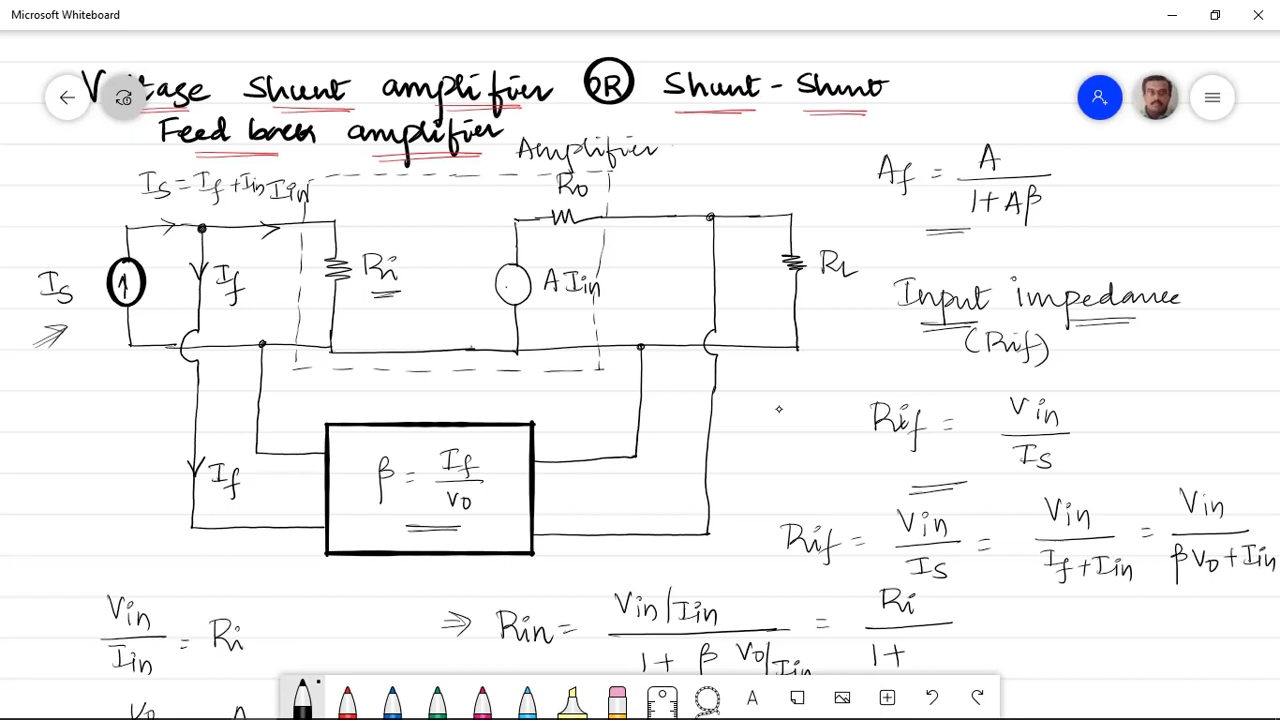 Microsoft Whiteboard
Voltage Shunt amplifier OR Shunt - Shunt
Feed back amplifier
Amplifier
Is = If + Iin
Iin
Ro
Af = A / 1 + Aβ
Is
If
Ri
A Iin
RL
Input impedance
(Rif)
Rif = Vin / Is
β = If / Vo
If
Rif = Vin / Is = Vin / If + Iin = Vin / βVo + Iin
Vin / Iin = Ri
⇒ Rin = Vin/Iin / 1 + β Vo/Iin = Ri / 1 +
Vo
A
A